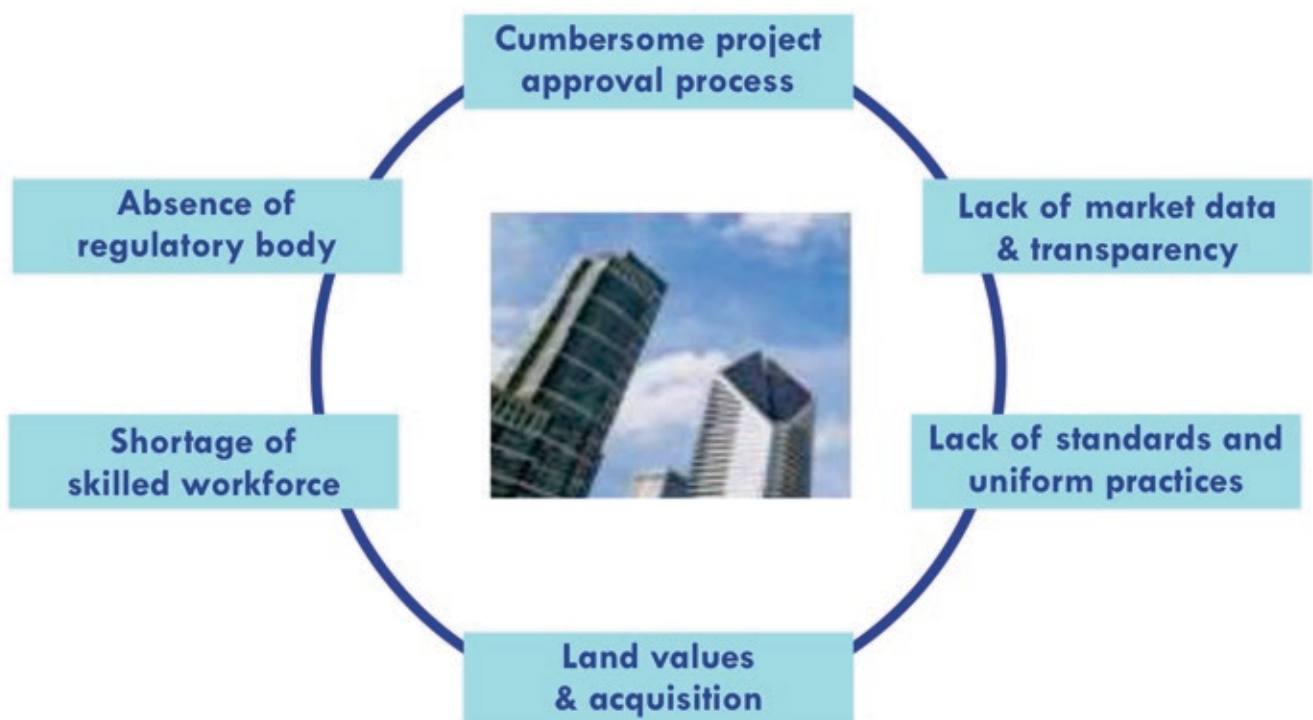 Cumbersome project
approval process
Absence of
regulatory body
Lack of market data
& transparency
Shortage of
skilled workforce
Lack of standards and
uniform practices
Land values
& acquisition